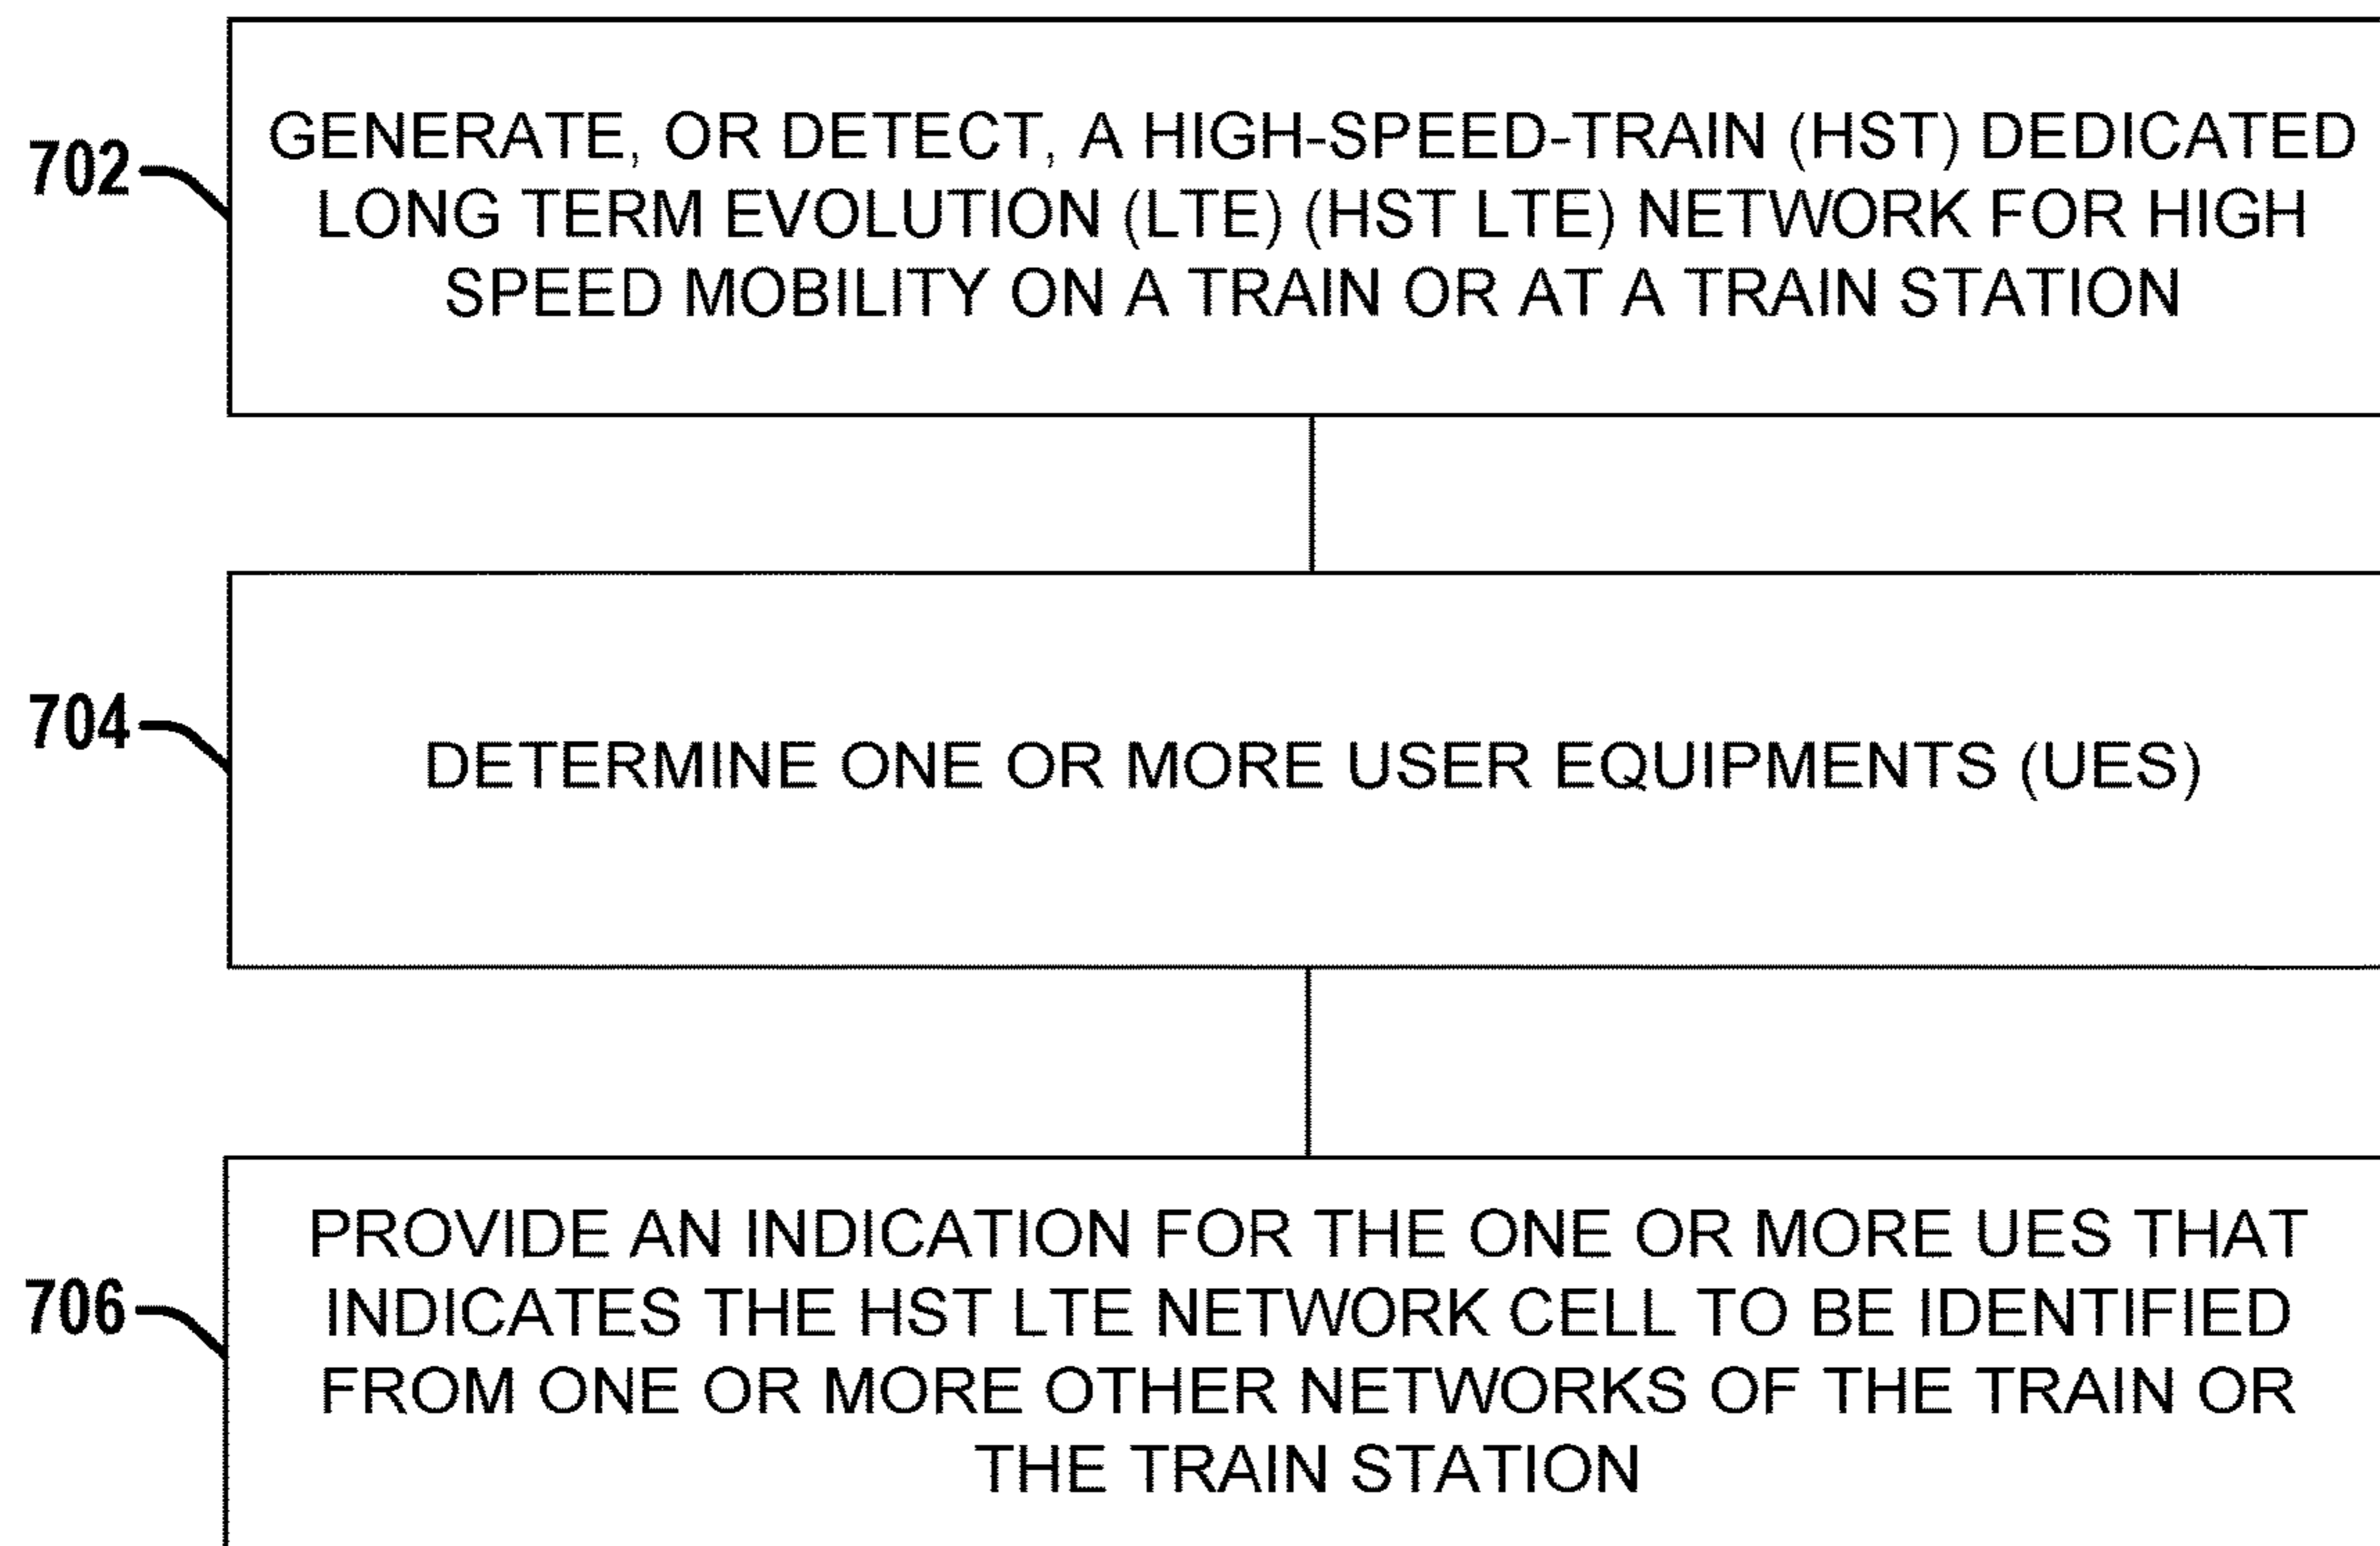 702
GENERATE, OR DETECT, A HIGH-SPEED-TRAIN (HST) DEDICATED
LONG TERM EVOLUTION (LTE) (HST LTE) NETWORK FOR HIGH
SPEED MOBILITY ON A TRAIN OR AT A TRAIN STATION
704
DETERMINE ONE OR MORE USER EQUIPMENTS (UES)
706
PROVIDE AN INDICATION FOR THE ONE OR MORE UES THAT
INDICATES THE HST LTE NETWORK CELL TO BE IDENTIFIED
FROM ONE OR MORE OTHER NETWORKS OF THE TRAIN OR
THE TRAIN STATION